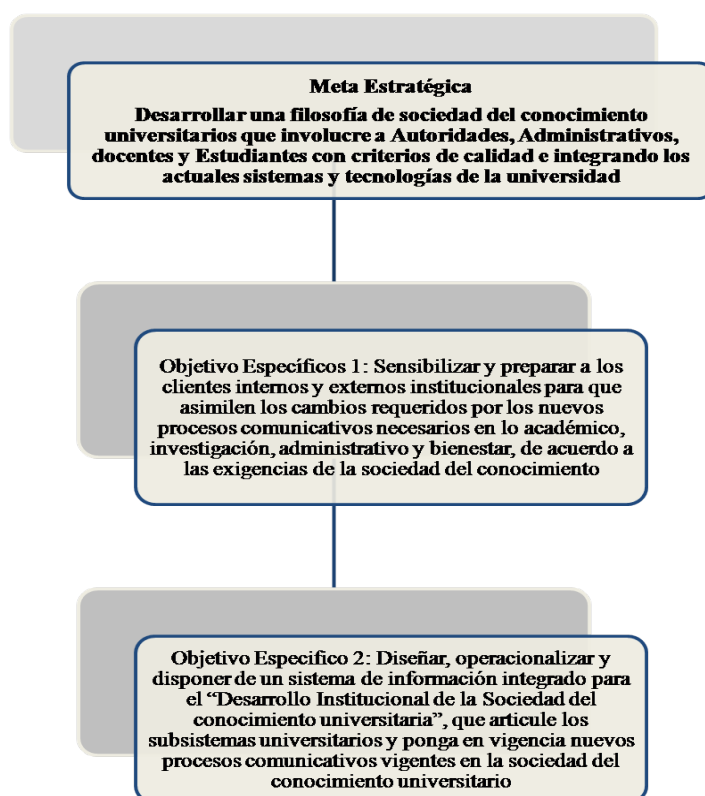 Meta Estratégica
Desarrollar una filosofía de sociedad del conocimiento
universitarios que involucre a Autoridades, Administrativos,
docentes y Estudiantes con criterios de calidad e integrando los
actuales sistemas y tecnologías de la universidad
Objetivo Específicos 1: Sensibilizar y preparar a los
clientes internos y externos institucionales para que
asimilen los cambios requeridos por los nuevos
procesos comunicativos necesarios en lo académico,
investigación, administrativo y bienestar, de acuerdo a
las exigencias de la sociedad del conocimiento
Objetivo Especifico 2: Diseñar, operacionalizar y
disponer de un sistema de información integrado para
el “Desarrollo Institucional de la Sociedad del
conocimiento universitaria”, que articule los
subsistemas universitarios y ponga en vigencia nuevos
procesos comunicativos vigentes en la sociedad del
conocimiento universitario